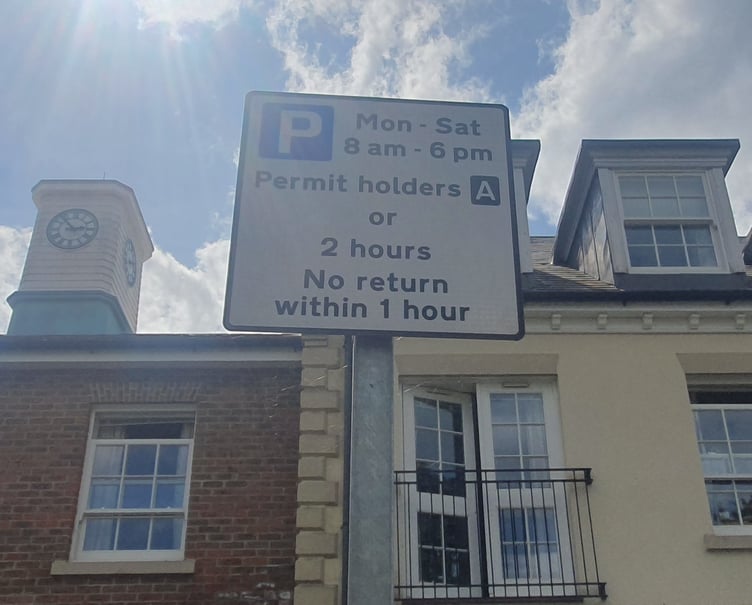 P Mon - Sat
8 am - 6 pm
Permit holders A
or
2 hours
No return
within 1 hour